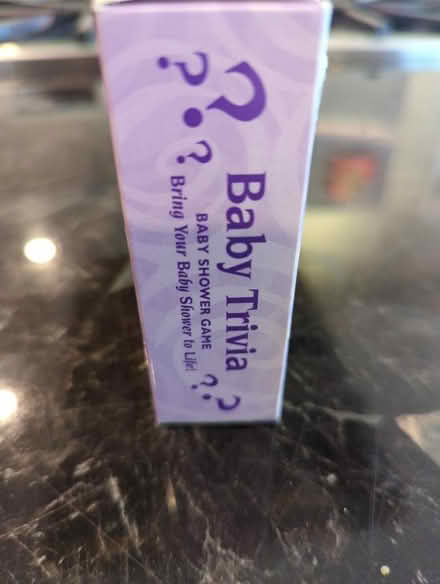 ? ? ?
Baby Trivia
BABY SHOWER GAME
Bring Your Baby Shower to Life!
? ?